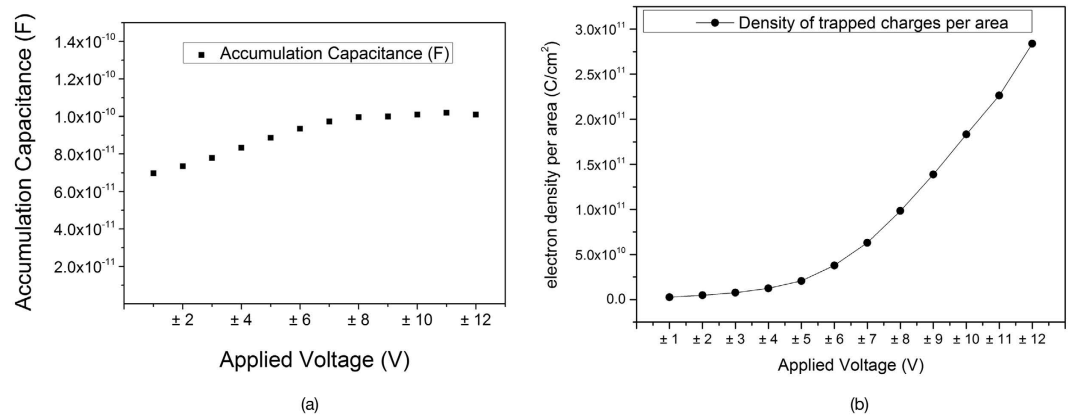 Accumulation Capacitance (F)
1.4x10⁻¹⁰
1.2x10⁻¹⁰
1.0x10⁻¹⁰
8.0x10⁻¹¹
6.0x10⁻¹¹
4.0x10⁻¹¹
2.0x10⁻¹¹
Accumulation Capacitance (F)
± 2 ± 4 ± 6 ± 8 ± 10 ± 12
Applied Voltage (V)
(a)
electron density per area (C/cm²)
3.0x10¹¹
2.5x10¹¹
2.0x10¹¹
1.5x10¹¹
1.0x10¹¹
5.0x10¹⁰
0.0
Density of trapped charges per area
± 1 ± 2 ± 3 ± 4 ± 5 ± 6 ± 7 ± 8 ± 9 ± 10 ± 11 ± 12
Applied Voltage (V)
(b)